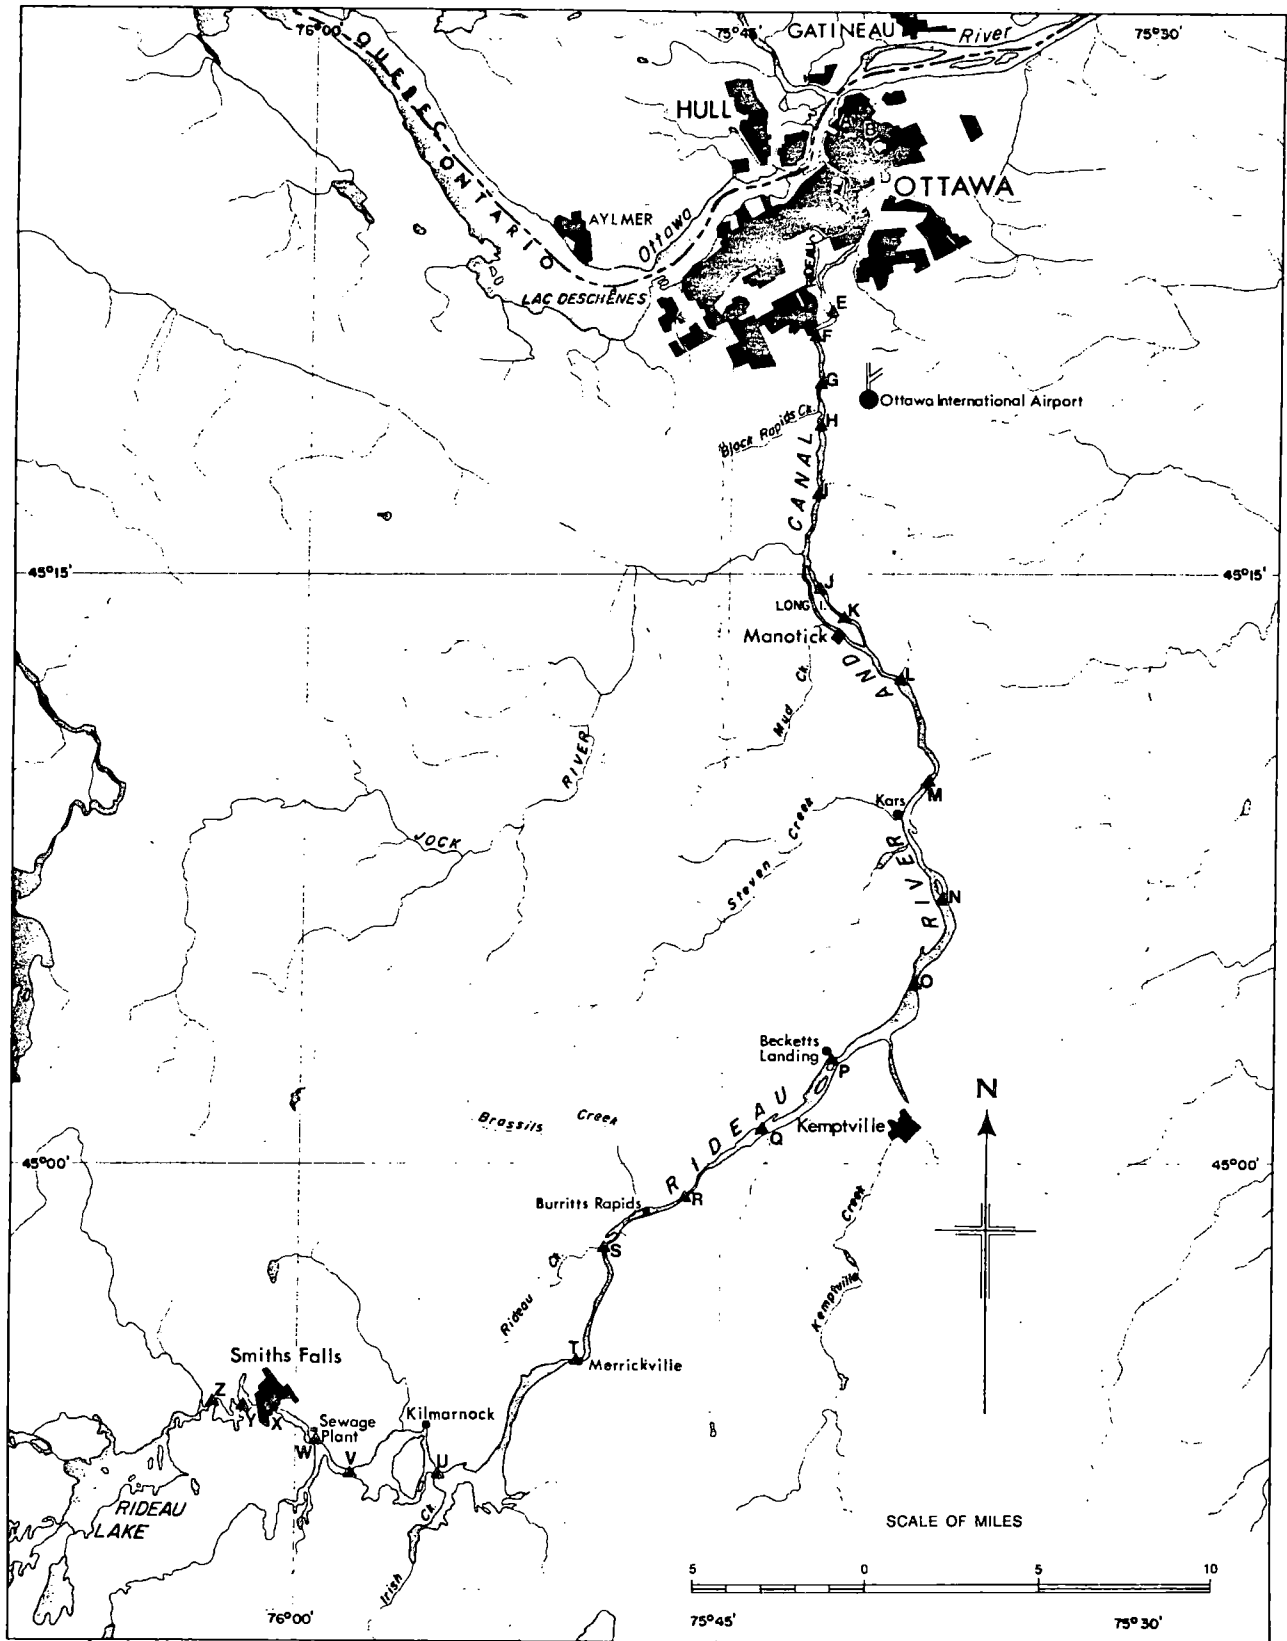 76°00'
75°45'
GATINEAU
River
75°30'
QUEBEC
ONTARIO
HULL
A
B
OTTAWA
AYLMER
Ottawa
RIDEAU
LAC DESCHÊNES
E
F
G
Ottawa International Airport
Black Rapids Ck.
H
CANAL
I
45°15'
45°15'
J
LONG I.
K
Manotick
AND
L
Mud Ck.
RIVER
M
Kars
JOCK
Steven Creek
RIVER
N
O
Becketts
Landing
P
N
RIDEAU
Brassils Creek
Kemptville
Q
45°00'
45°00'
R
Burritts Rapids
Creek
S
Rideau Ck.
Kemptville
T
Smiths Falls
Merrickville
Z
Y
X
Kilmarnock
Sewage
Plant
W
V
U
RIDEAU
LAKE
Irish Ck.
SCALE OF MILES
5 0 5 10
76°00'
75°45'
75°30'